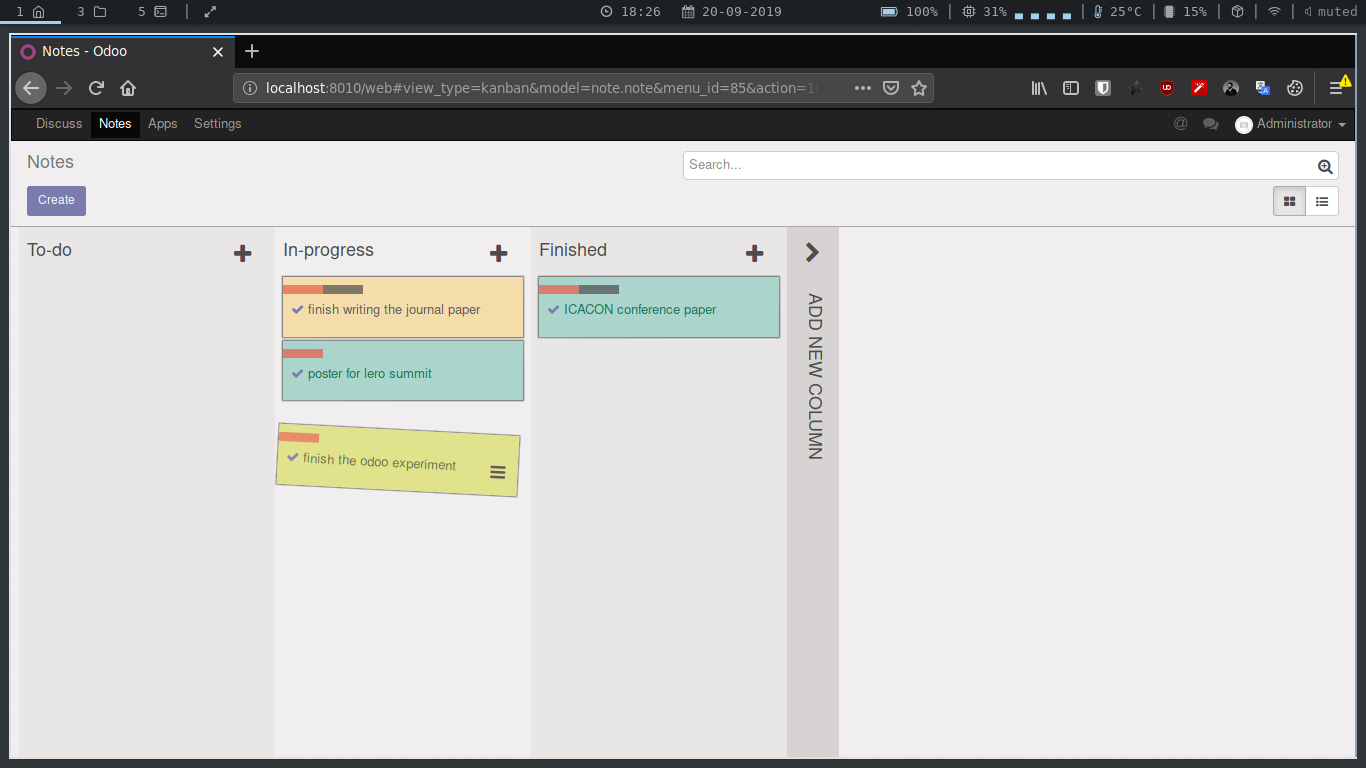 1 3 5 18:26 20-09-2019 100% 31% 25°C 15% muted
Notes - Odoo
localhost:8010/web#view_type=kanban&model=note.note&menu_id=85&action=1
Discuss Notes Apps Settings Administrator
Notes
Search...
Create
To-do In-progress Finished
finish writing the journal paper
ICACON conference paper
poster for lero summit
finish the odoo experiment
ADD NEW COLUMN